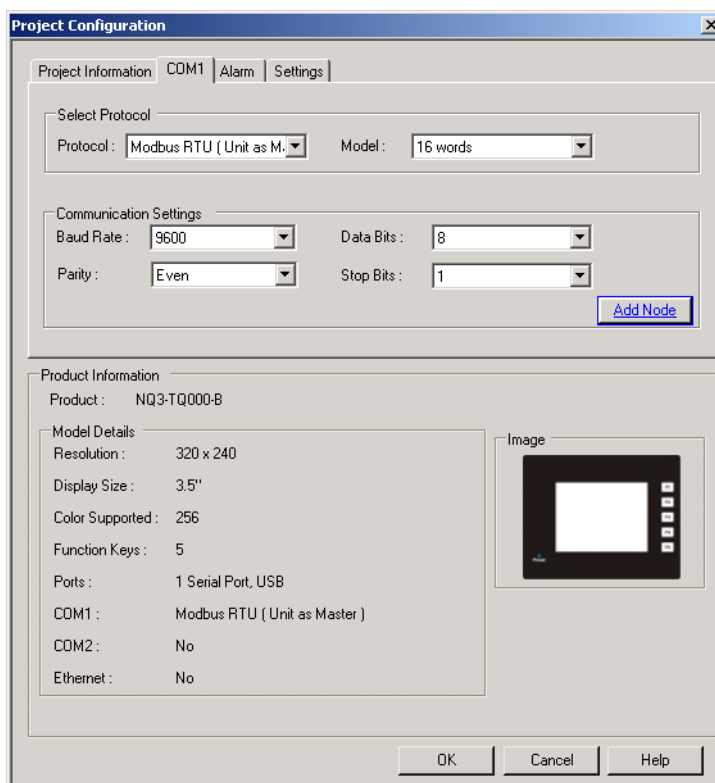 Project Configuration
Project Information COM1 Alarm Settings
Select Protocol
Protocol : Modbus RTU ( Unit as M. Model : 16 words
Communication Settings
Baud Rate : 9600 Data Bits : 8
Parity : Even Stop Bits : 1
Add Node
Product Information
Product : NQ3-TQ000-B
Model Details
Image
Resolution : 320 x 240
Display Size : 3.5"
Color Supported : 256
Function Keys : 5
Ports : 1 Serial Port, USB
COM1 : Modbus RTU ( Unit as Master )
COM2 : No
Ethernet : No
OK Cancel Help